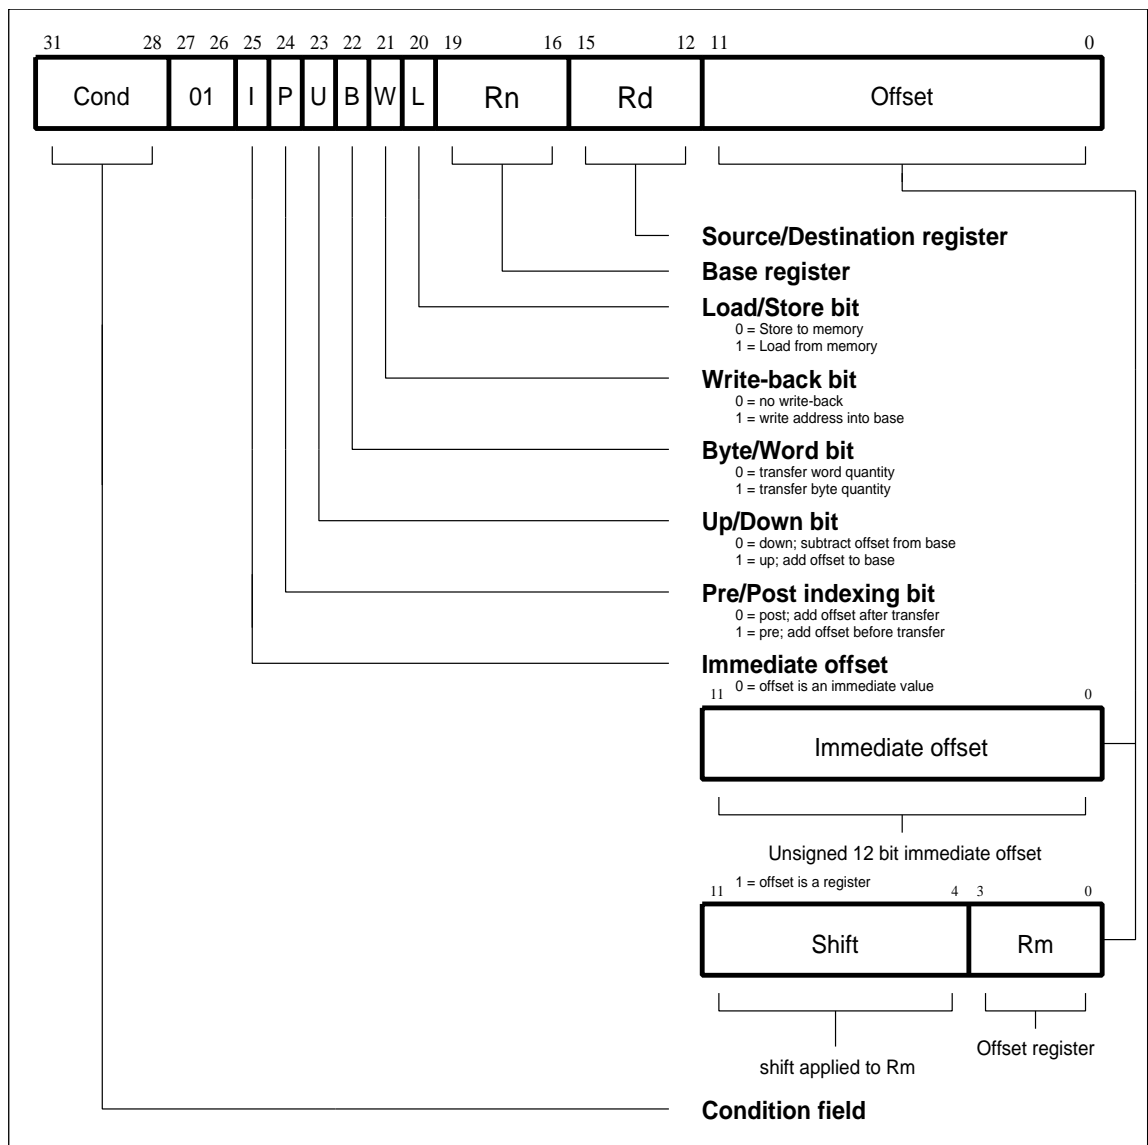 31 28 27 26 25 24 23 22 21 20 19 16 15 12 11 0
Cond 01 I P U B W L Rn Rd Offset
Source/Destination register
Base register
Load/Store bit
0 = Store to memory
1 = Load from memory
Write-back bit
0 = no write-back
1 = write address into base
Byte/Word bit
0 = transfer word quantity
1 = transfer byte quantity
Up/Down bit
0 = down; subtract offset from base
1 = up; add offset to base
Pre/Post indexing bit
0 = post; add offset after transfer
1 = pre; add offset before transfer
Immediate offset
0 = offset is an immediate value
11 0
Immediate offset
Unsigned 12 bit immediate offset
1 = offset is a register
11 4 3 0
Shift Rm
Offset register
shift applied to Rm
Condition field